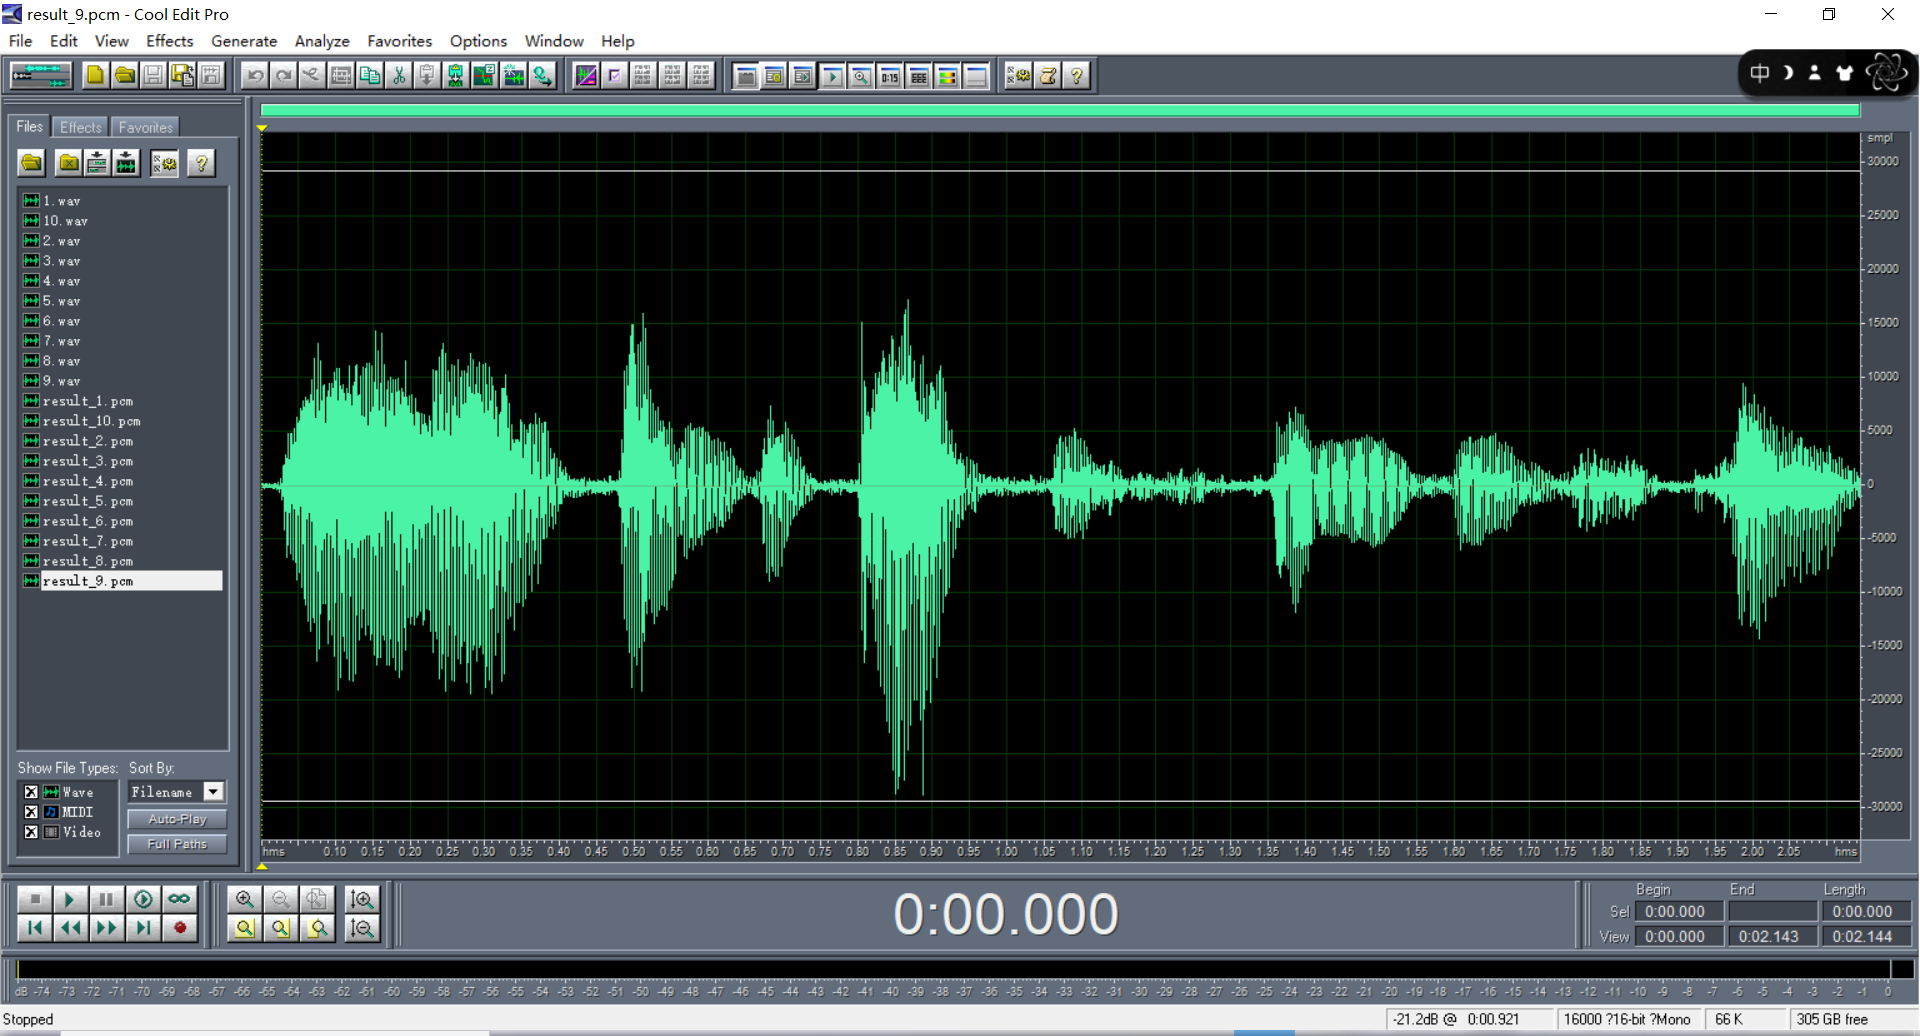 result_9.pcm - Cool Edit Pro
File Edit View Effects Generate Analyze Favorites Options Window Help
中
Files Effects Favorites
1.wav
10.wav
2.wav
3.wav
4.wav
5.wav
6.wav
7.wav
8.wav
9.wav
result_1.pcm
result_10.pcm
result_2.pcm
result_3.pcm
result_4.pcm
result_5.pcm
result_6.pcm
result_7.pcm
result_8.pcm
result_9.pcm
Show File Types: Sort By:
Wave Filename
MIDI Auto-Play
Video Full Paths
smpl
30000
25000
20000
15000
10000
5000
0
-5000
-10000
-15000
-20000
-25000
-30000
hms 0.10 0.15 0.20 0.25 0.30 0.35 0.40 0.45 0.50 0.55 0.60 0.65 0.70 0.75 0.80 0.85 0.90 0.95 1.00 1.05 1.10 1.15 1.20 1.25 1.30 1.35 1.40 1.45 1.50 1.55 1.60 1.65 1.70 1.75 1.80 1.85 1.90 1.95 2.00 2.05 hms
0:00.000
Begin End Length
Sel 0:00.000 0:00.000
View 0:00.000 0:02.143 0:02.144
dB -74 -73 -72 -71 -70 -69 -68 -67 -66 -65 -64 -63 -62 -61 -60 -59 -58 -57 -56 -55 -54 -53 -52 -51 -50 -49 -48 -47 -46 -45 -44 -43 -42 -41 -40 -39 -38 -37 -36 -35 -34 -33 -32 -31 -30 -29 -28 -27 -26 -25 -24 -23 -22 -21 -20 -19 -18 -17 -16 -15 -14 -13 -12 -11 -10 -9 -8 -7 -6 -5 -4 -3 -2 -1 0
Stopped -21.2dB @ 0:00.921 16000 ?16-bit ?Mono 66 K 305 GB free